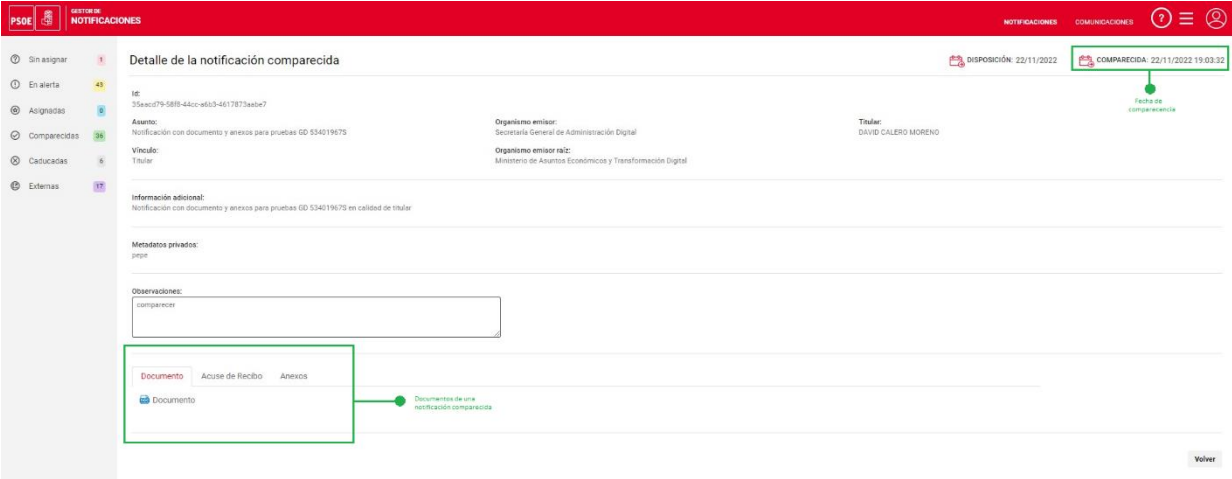 PSOE
GESTOR DE
NOTIFICACIONES
NOTIFICACIONES
COMUNICACIONES
?
Sin asignar 1
En alerta 43
Asignadas 8
Comparecidas 36
Caducadas 6
Externas 17
Detalle de la notificación comparecida
DISPOSICIÓN: 22/11/2022
COMPARECIDA: 22/11/2022 19:03:32
Fecha de
comparecencia
Id:
35aacd79-58f8-44cc-a6b3-4617873aabe7
Asunto:
Notificación con documento y anexos para pruebas GD 53401967S
Organismo emisor:
Secretaría General de Administración Digital
Titular:
DAVID CALERO MORENO
Vínculo:
Titular
Organismo emisor raíz:
Ministerio de Asuntos Económicos y Transformación Digital
Información adicional:
Notificación con documento y anexos para pruebas GD 53401967S en calidad de titular
Metadatos privados:
pepe
Observaciones:
comparecer
Documento Acuse de Recibo Anexos
Documento
Documentos de una
notificación comparecida
Volver